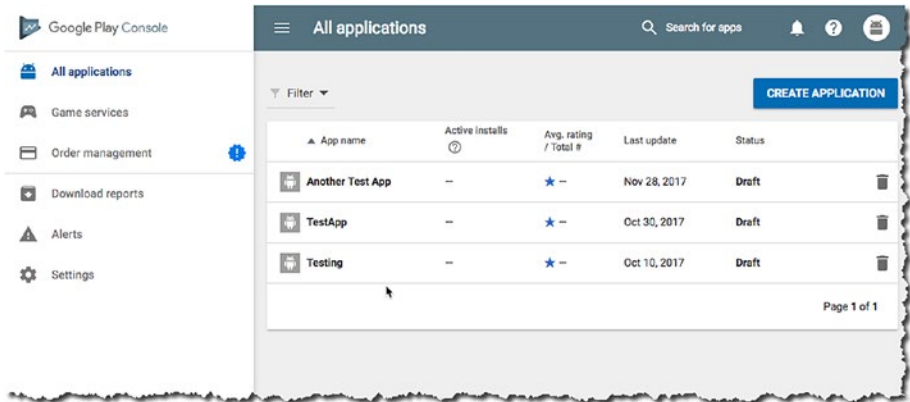 Google Play Console
All applications
Search for apps
All applications
Game services
Order management
Download reports
Alerts
Settings
Filter
CREATE APPLICATION
App name
Active installs
Avg. rating
/ Total #
Last update
Status
Another Test App -- -- Nov 28, 2017 Draft
TestApp -- -- Oct 30, 2017 Draft
Testing -- -- Oct 10, 2017 Draft
Page 1 of 1